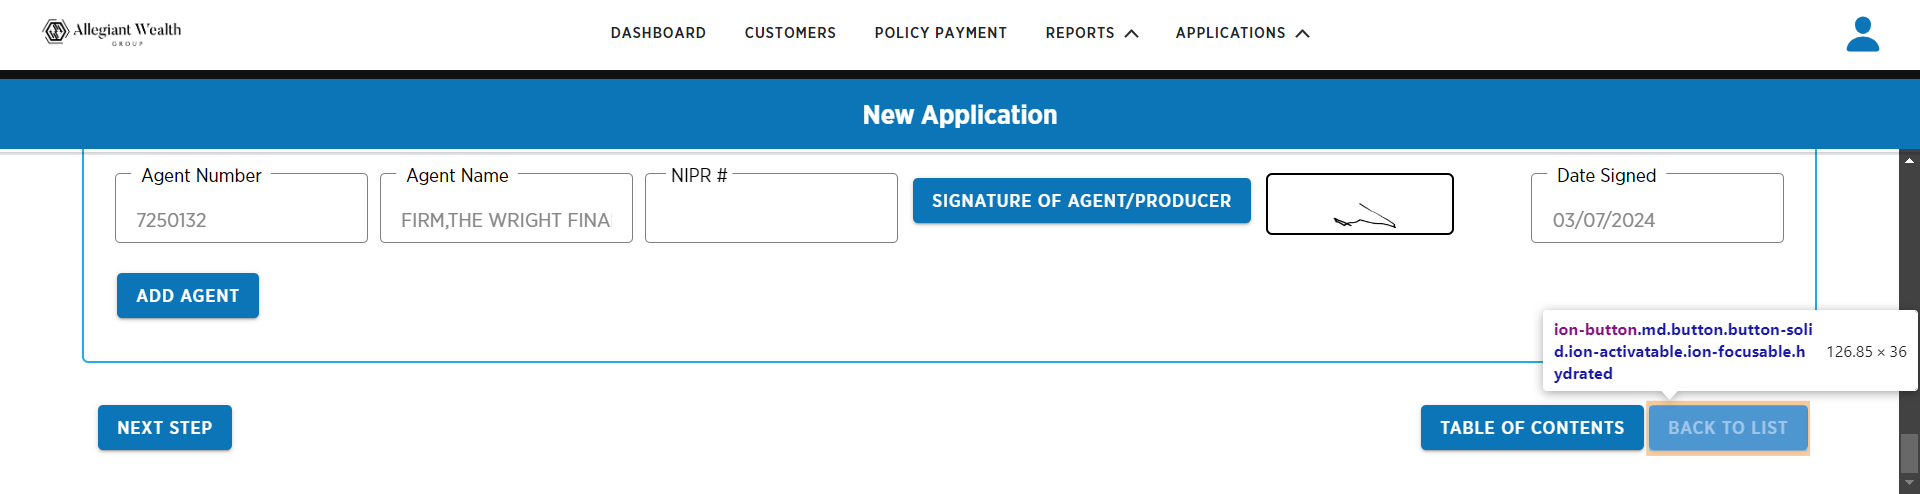 Allegiant Wealth
GROUP
DASHBOARD CUSTOMERS POLICY PAYMENT REPORTS APPLICATIONS
New Application
Agent Number Agent Name NIPR # Date Signed
7250132 FIRM,THE WRIGHT FINA SIGNATURE OF AGENT/PRODUCER 03/07/2024
ADD AGENT
ion-button.md.button.button-soli
d.ion-activatable.ion-focusable.h
ydrated
126.85 × 36
NEXT STEP TABLE OF CONTENTS BACK TO LIST